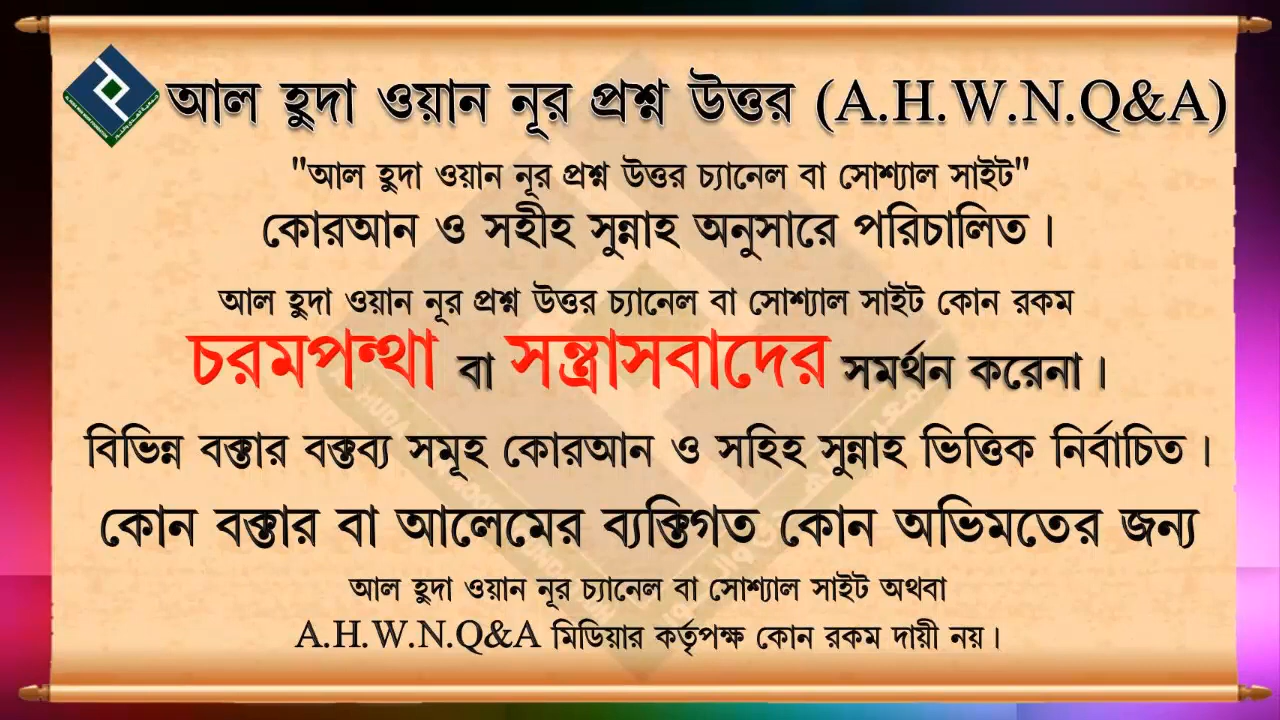 আল হুদা ওয়ান নূর প্রশ্ন উত্তর (A.H.W.N.Q&A)
"আল হুদা ওয়ান নূর প্রশ্ন উত্তর চ্যানেল বা সোশ্যাল সাইট"
কোরআন ও সহীহ সুন্নাহ অনুসারে পরিচালিত।
আল হুদা ওয়ান নূর প্রশ্ন উত্তর চ্যানেল বা সোশ্যাল সাইট কোন রকম
চরমপন্থা বা সন্ত্রাসবাদের সমর্থন করেনা।
বিভিন্ন বক্তার বক্তব্য সমূহ কোরআন ও সহিহ সুন্নাহ ভিত্তিক নির্বাচিত।
কোন বক্তার বা আলেমের ব্যক্তিগত কোন অভিমতের জন্য
আল হুদা ওয়ান নূর চ্যানেল বা সোশ্যাল সাইট অথবা
A.H.W.N.Q&A মিডিয়ার কর্তৃপক্ষ কোন রকম দায়ী নয়।